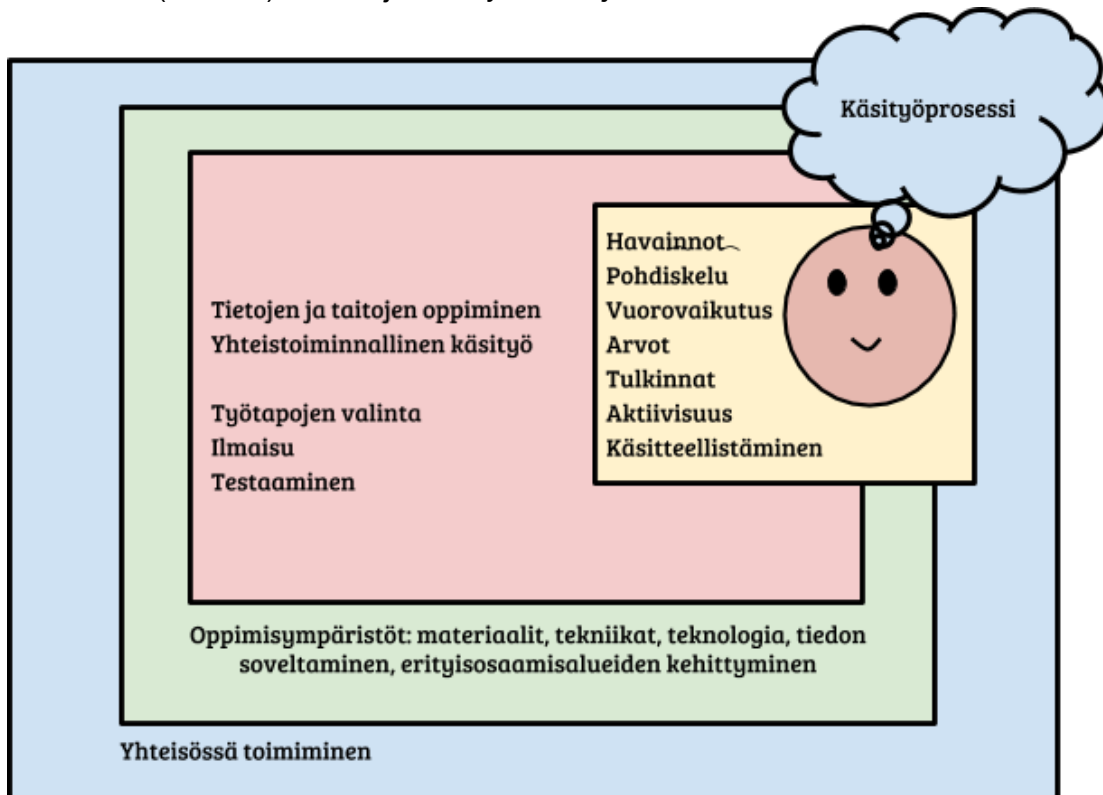 Käsityöprosessi
Havainnot
Pohdiskelu
Vuorovaikutus
Arvot
Tulkinnat
Aktiivisuus
Käsitteellistäminen
Tietojen ja taitojen oppiminen
Yhteistoiminnallinen käsityö
Työtapojen valinta
Ilmaisu
Testaaminen
Oppimisympäristöt: materiaalit, tekniikat, teknologia, tiedon
soveltaminen, erityisosaamisalueiden kehittyminen
Yhteisössä toimiminen